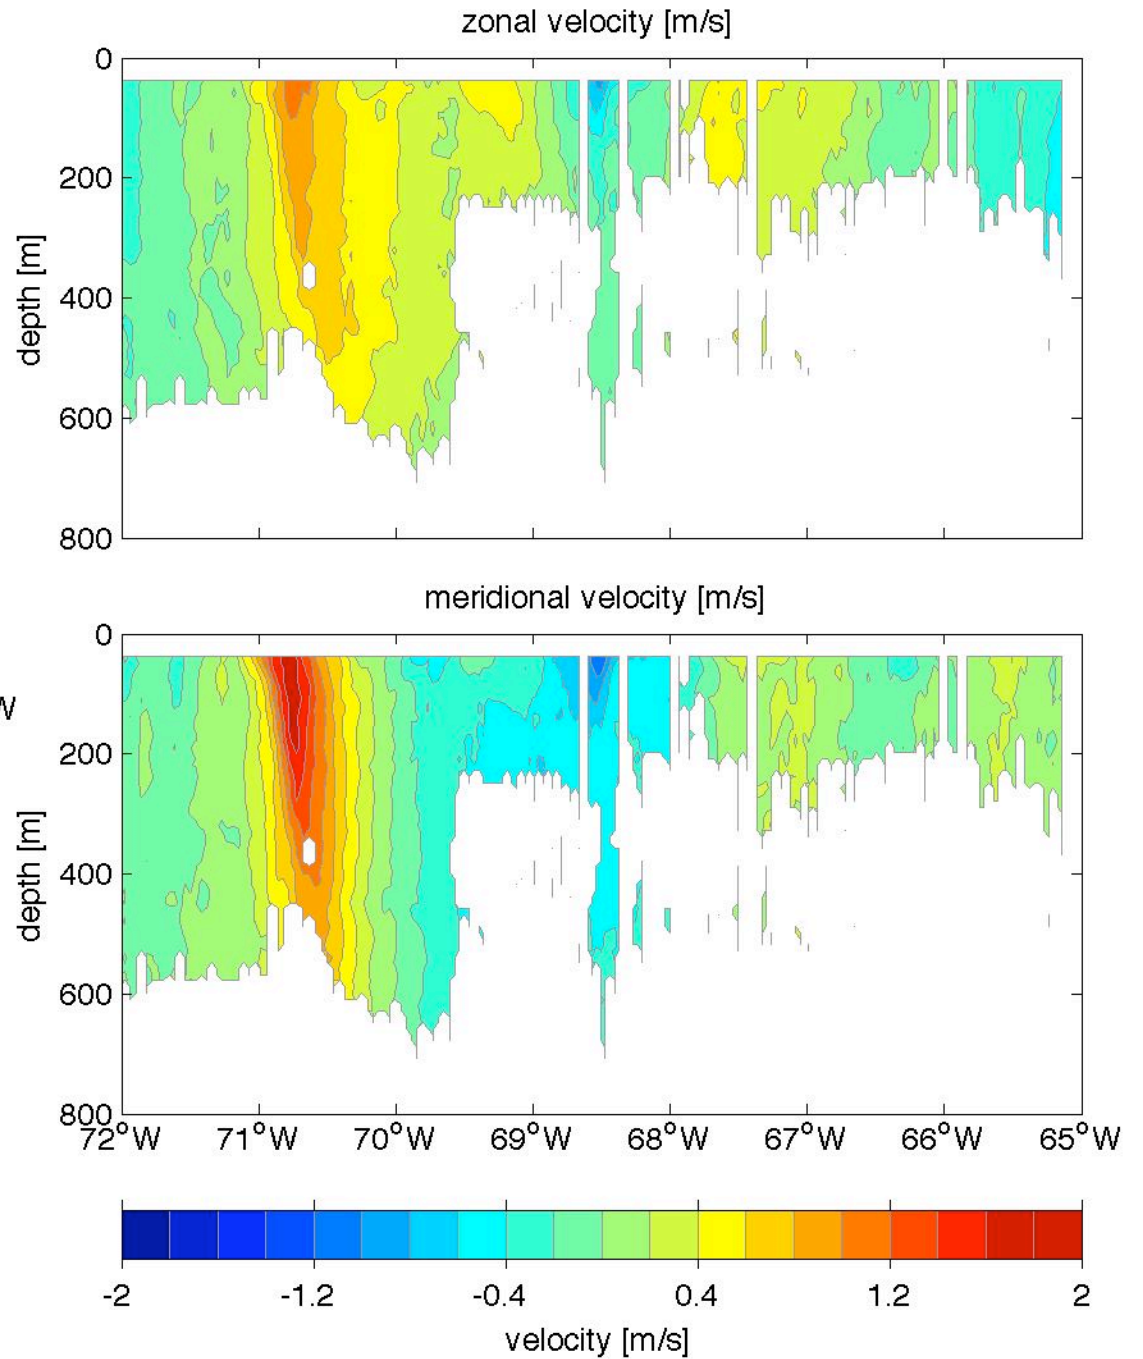 zonal velocity [m/s]
0
200
400
600
800
depth [m]
meridional velocity [m/s]
0
200
400
600
800
depth [m]
W
72°W 71°W 70°W 69°W 68°W 67°W 66°W 65°W
-2 -1.2 -0.4 0.4 1.2 2
velocity [m/s]